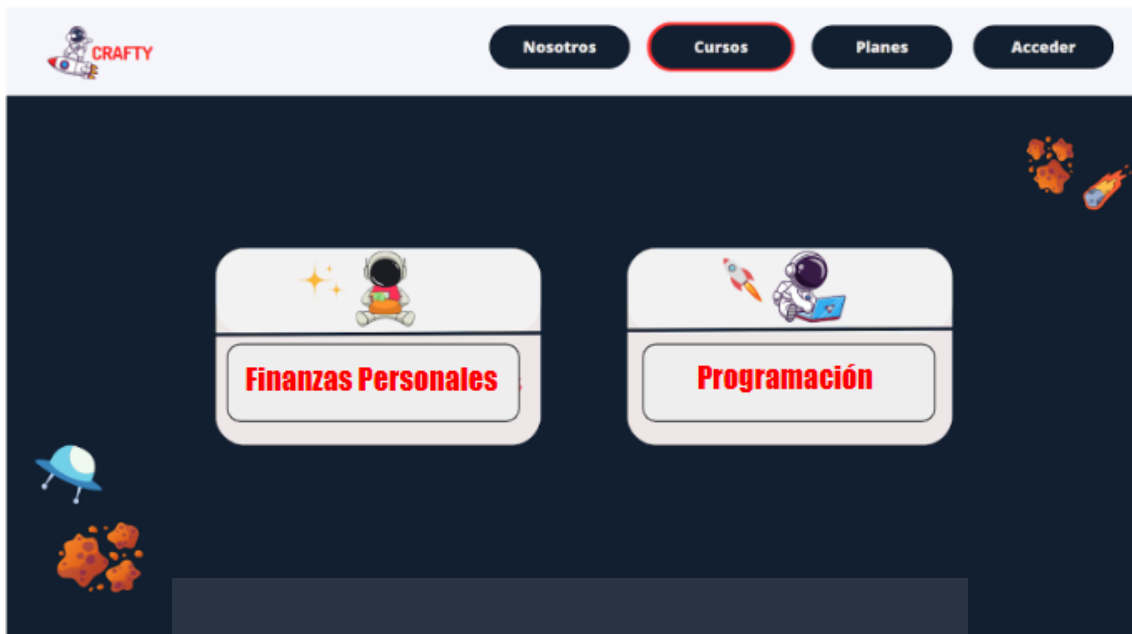 CRAFTY
Nosotros
Cursos
Planes
Acceder
Finanzas Personales
Programación